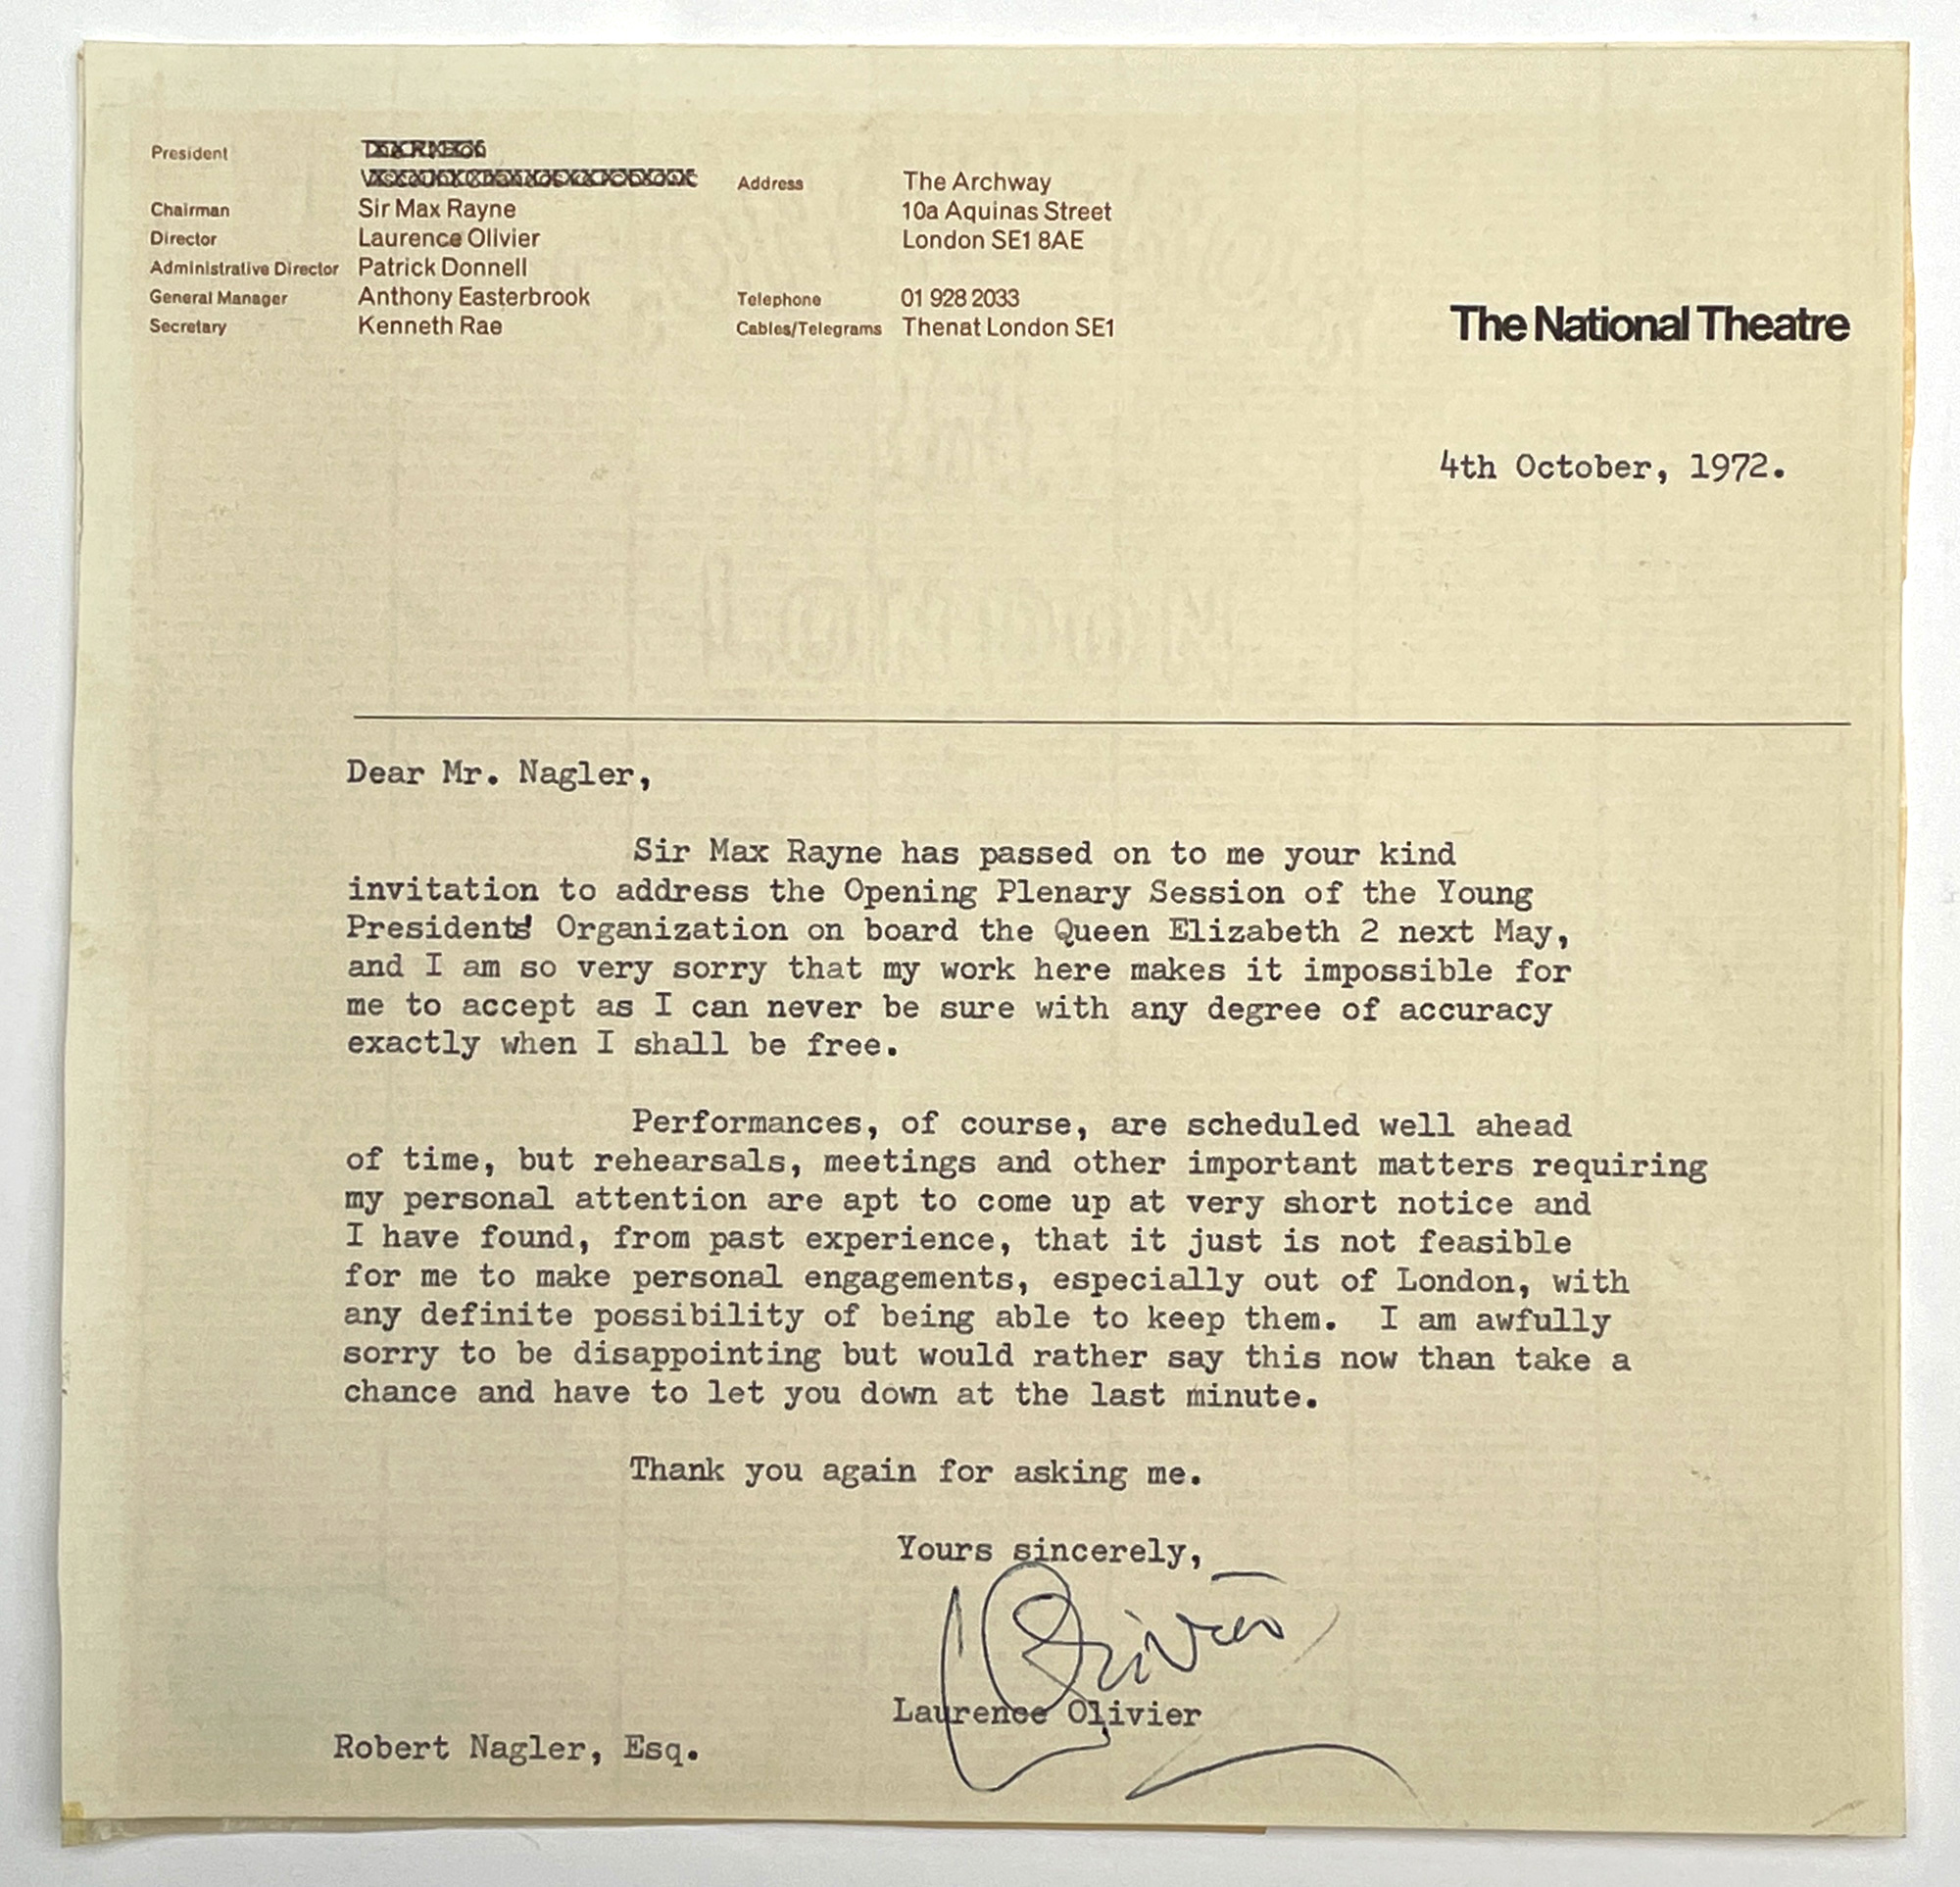 President
Chairman Sir Max Rayne
Director Laurence Olivier
Administrative Director Patrick Donnell
General Manager Anthony Easterbrook
Secretary Kenneth Rae
Address The Archway
10a Aquinas Street
London SE1 8AE
Telephone 01 928 2033
Cables/Telegrams Thenat London SE1
The National Theatre
4th October, 1972.
Dear Mr. Nagler,
Sir Max Rayne has passed on to me your kind
invitation to address the Opening Plenary Session of the Young
Presidents' Organization on board the Queen Elizabeth 2 next May,
and I am so very sorry that my work here makes it impossible for
me to accept as I can never be sure with any degree of accuracy
exactly when I shall be free.
Performances, of course, are scheduled well ahead
of time, but rehearsals, meetings and other important matters requiring
my personal attention are apt to come up at very short notice and
I have found, from past experience, that it just is not feasible
for me to make personal engagements, especially out of London, with
any definite possibility of being able to keep them. I am awfully
sorry to be disappointing but would rather say this now than take a
chance and have to let you down at the last minute.
Thank you again for asking me.
Yours sincerely,
LOlivier
Laurence Olivier
Robert Nagler, Esq.